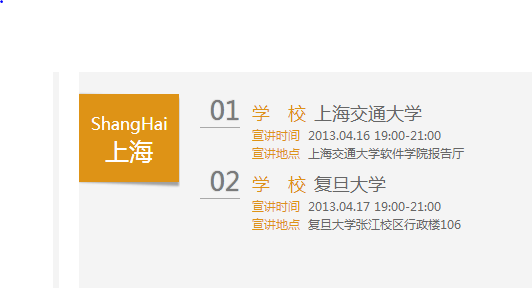 ShangHai
上海
01 学 校 上海交通大学
宣讲时间 2013.04.16 19:00-21:00
宣讲地点 上海交通大学软件学院报告厅
02 学 校 复旦大学
宣讲时间 2013.04.17 19:00-21:00
宣讲地点 复旦大学张江校区行政楼106